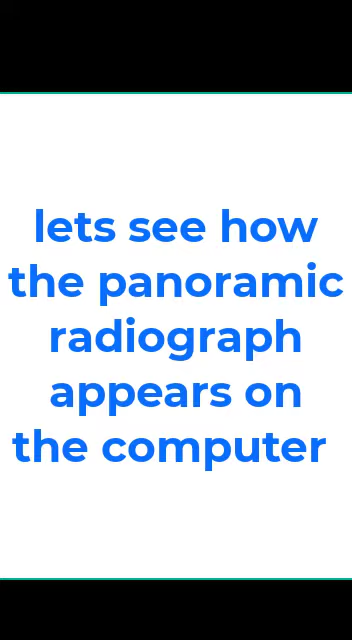 lets see how
the panoramic
radiograph
appears on
the computer